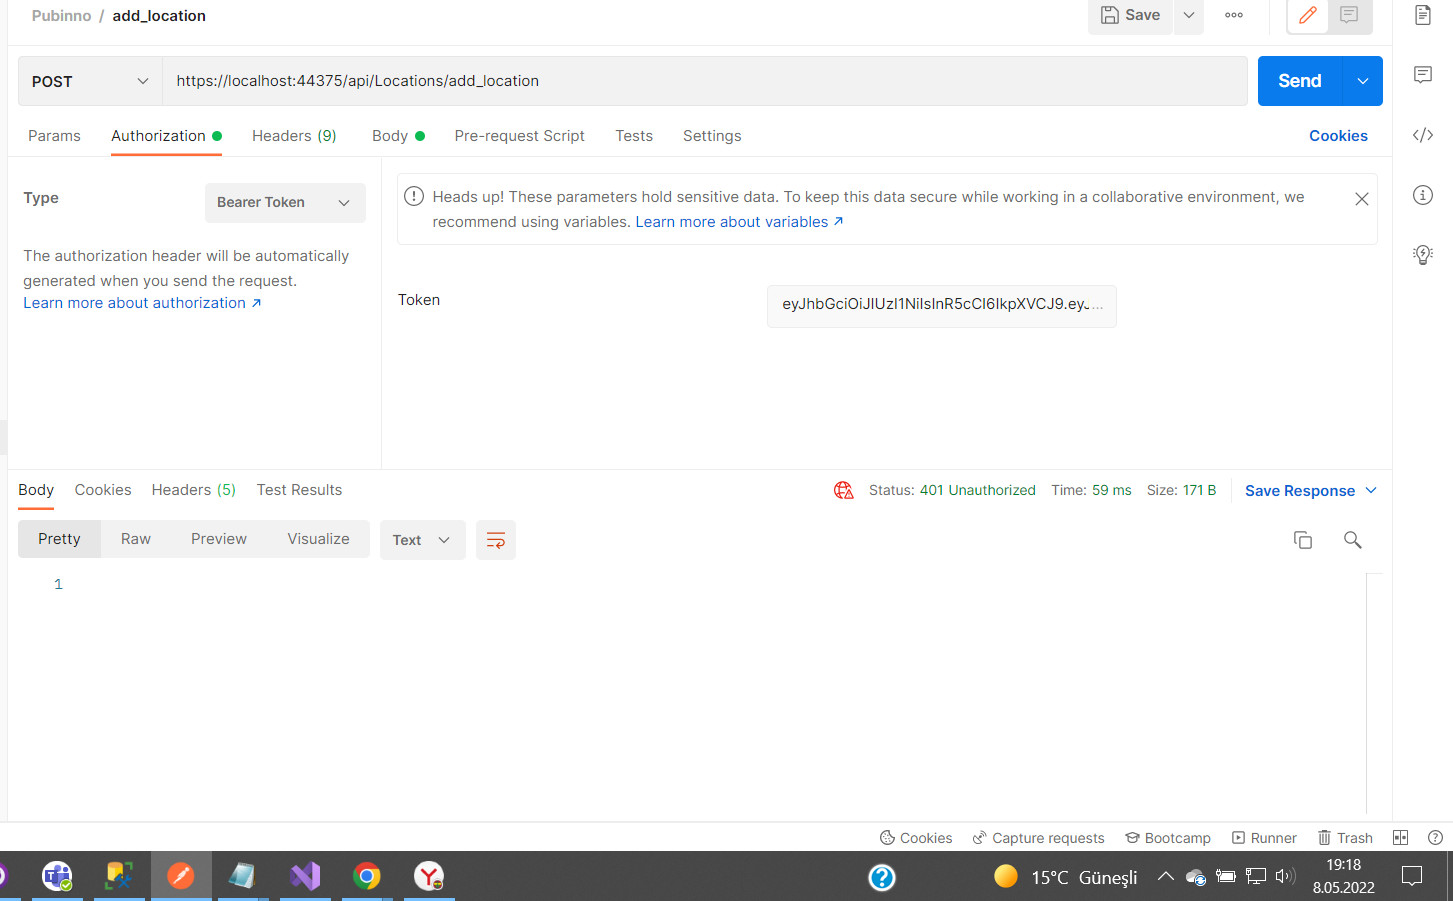 Pubinno / add_location
Save
POST
https://localhost:44375/api/Locations/add_location
Send
Params
Authorization
Headers (9)
Body
Pre-request Script
Tests
Settings
Cookies
Type
Bearer Token
The authorization header will be automatically
generated when you send the request.
Learn more about authorization ↗
Heads up! These parameters hold sensitive data. To keep this data secure while working in a collaborative environment, we
recommend using variables. Learn more about variables ↗
Token
eyJhbGciOiJIUzI1NiIsInR5cCI6IkpXVCJ9.eyJ...
Body
Cookies
Headers (5)
Test Results
Status: 401 Unauthorized
Time: 59 ms
Size: 171 B
Save Response
Pretty
Raw
Preview
Visualize
Text
1
Cookies
Capture requests
Bootcamp
Runner
Trash
15°C Güneşli
19:18
8.05.2022